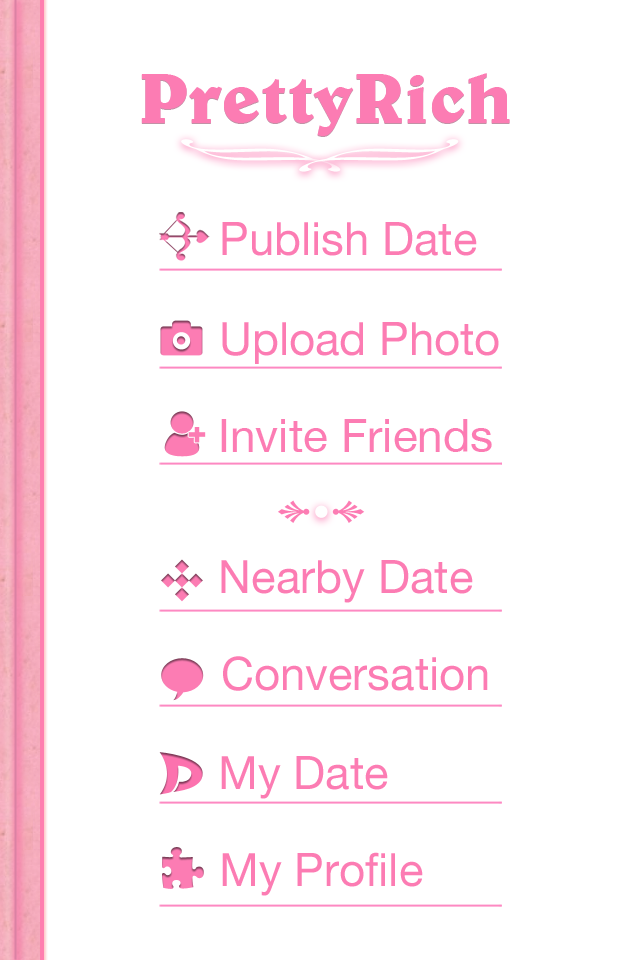 PrettyRich
Publish Date
Upload Photo
Invite Friends
Nearby Date
Conversation
My Date
My Profile